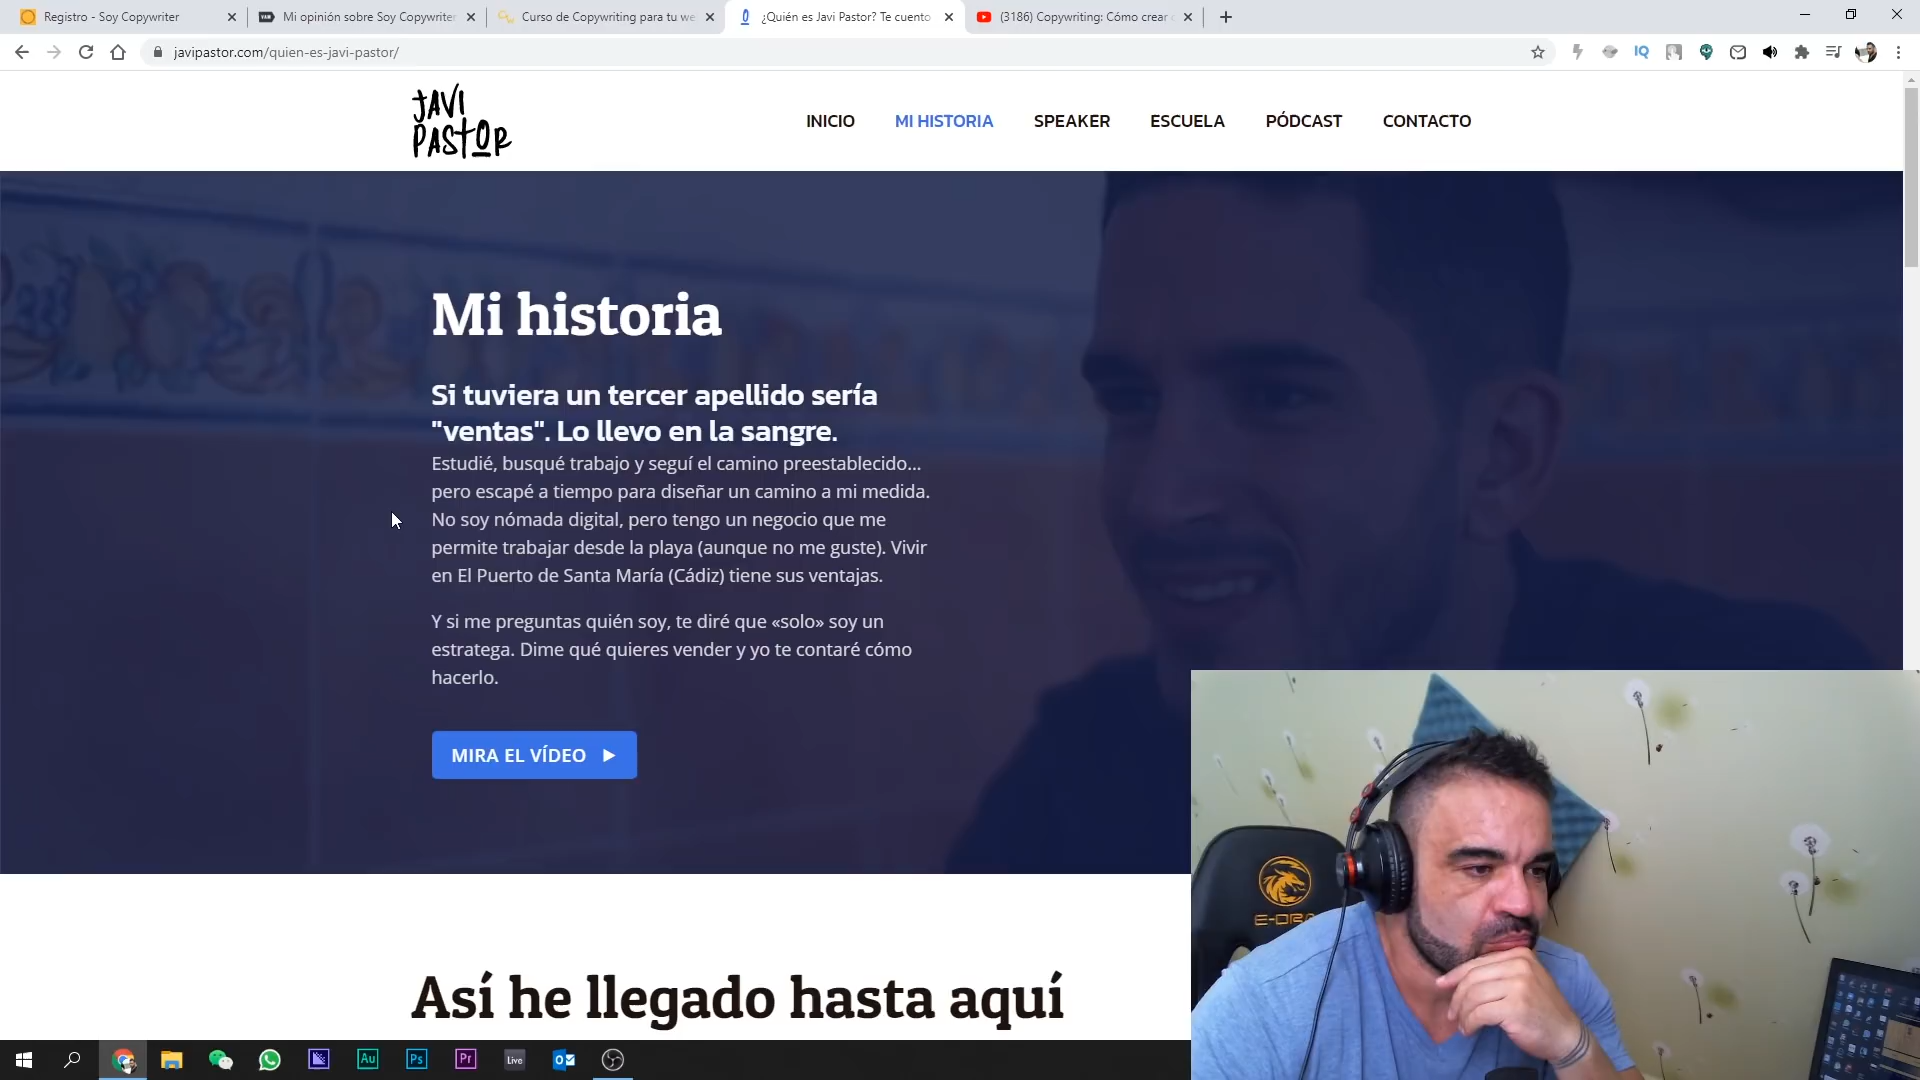 Registro - Soy Copywriter
Mi opinión sobre Soy Copywriter
Curso de Copywriting para tu we
¿Quién es Javi Pastor? Te cuento
(3186) Copywriting: Cómo crear c
javipastor.com/quien-es-javi-pastor/
IQ
JAVI
PASTOR
INICIO
MI HISTORIA
SPEAKER
ESCUELA
PÓDCAST
CONTACTO
Mi historia
Si tuviera un tercer apellido sería
"ventas". Lo llevo en la sangre.
Estudié, busqué trabajo y seguí el camino preestablecido...
pero escapé a tiempo para diseñar un camino a mi medida.
No soy nómada digital, pero tengo un negocio que me
permite trabajar desde la playa (aunque no me guste). Vivir
en El Puerto de Santa María (Cádiz) tiene sus ventajas.
Y si me preguntas quién soy, te diré que «solo» soy un
estratega. Dime qué quieres vender y yo te contaré cómo
hacerlo.
MIRA EL VÍDEO
Así he llegado hasta aquí
E-DRA
Au
Ps
Pr
Live